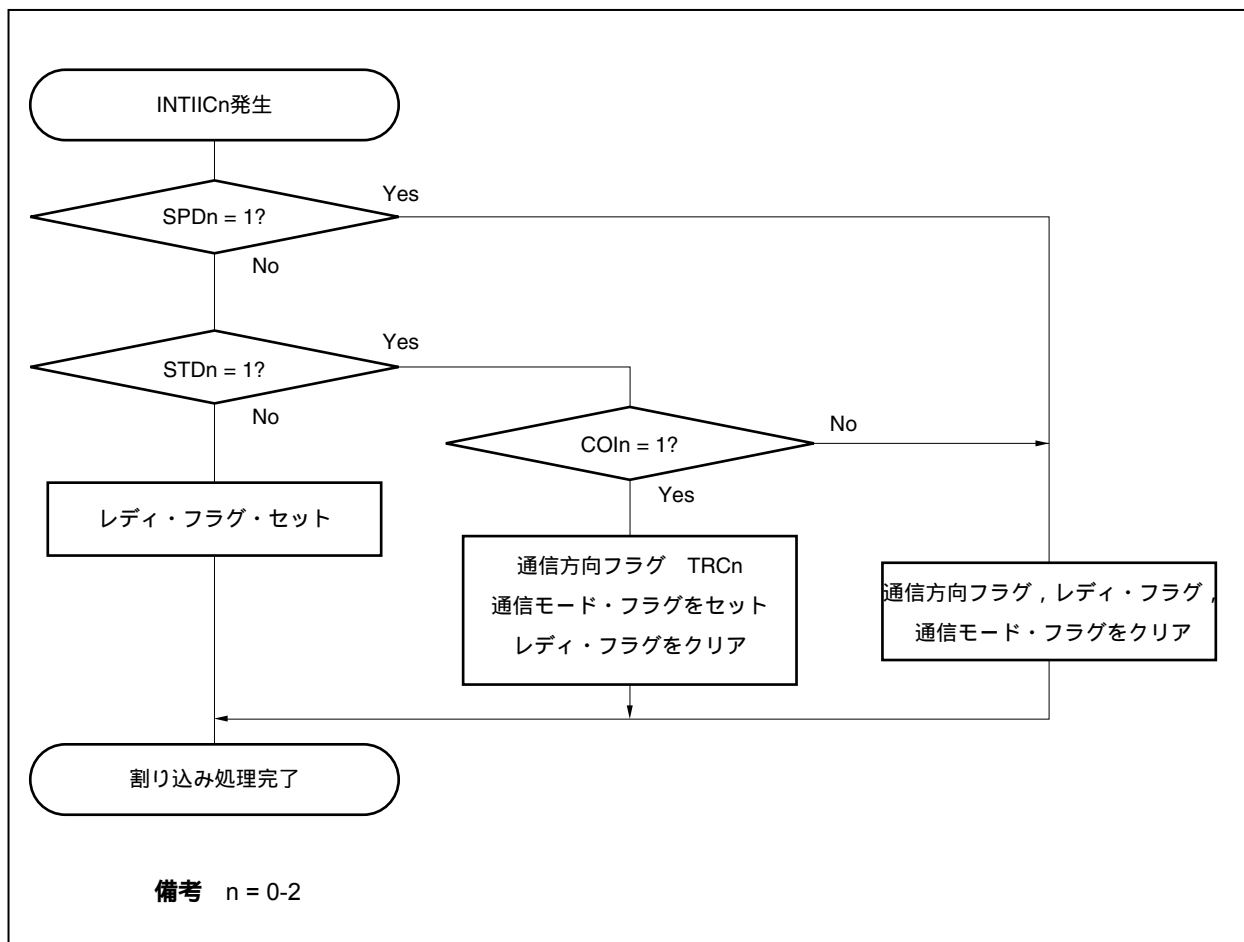 INTIICn発生
SPDn = 1?
Yes
No
STDn = 1?
Yes
No
COIn = 1?
No
Yes
レディ・フラグ・セット
通信方向フラグ　TRCn
通信モード・フラグをセット
レディ・フラグをクリア
通信方向フラグ，レディ・フラグ，
通信モード・フラグをクリア
割り込み処理完了
備考　n = 0-2